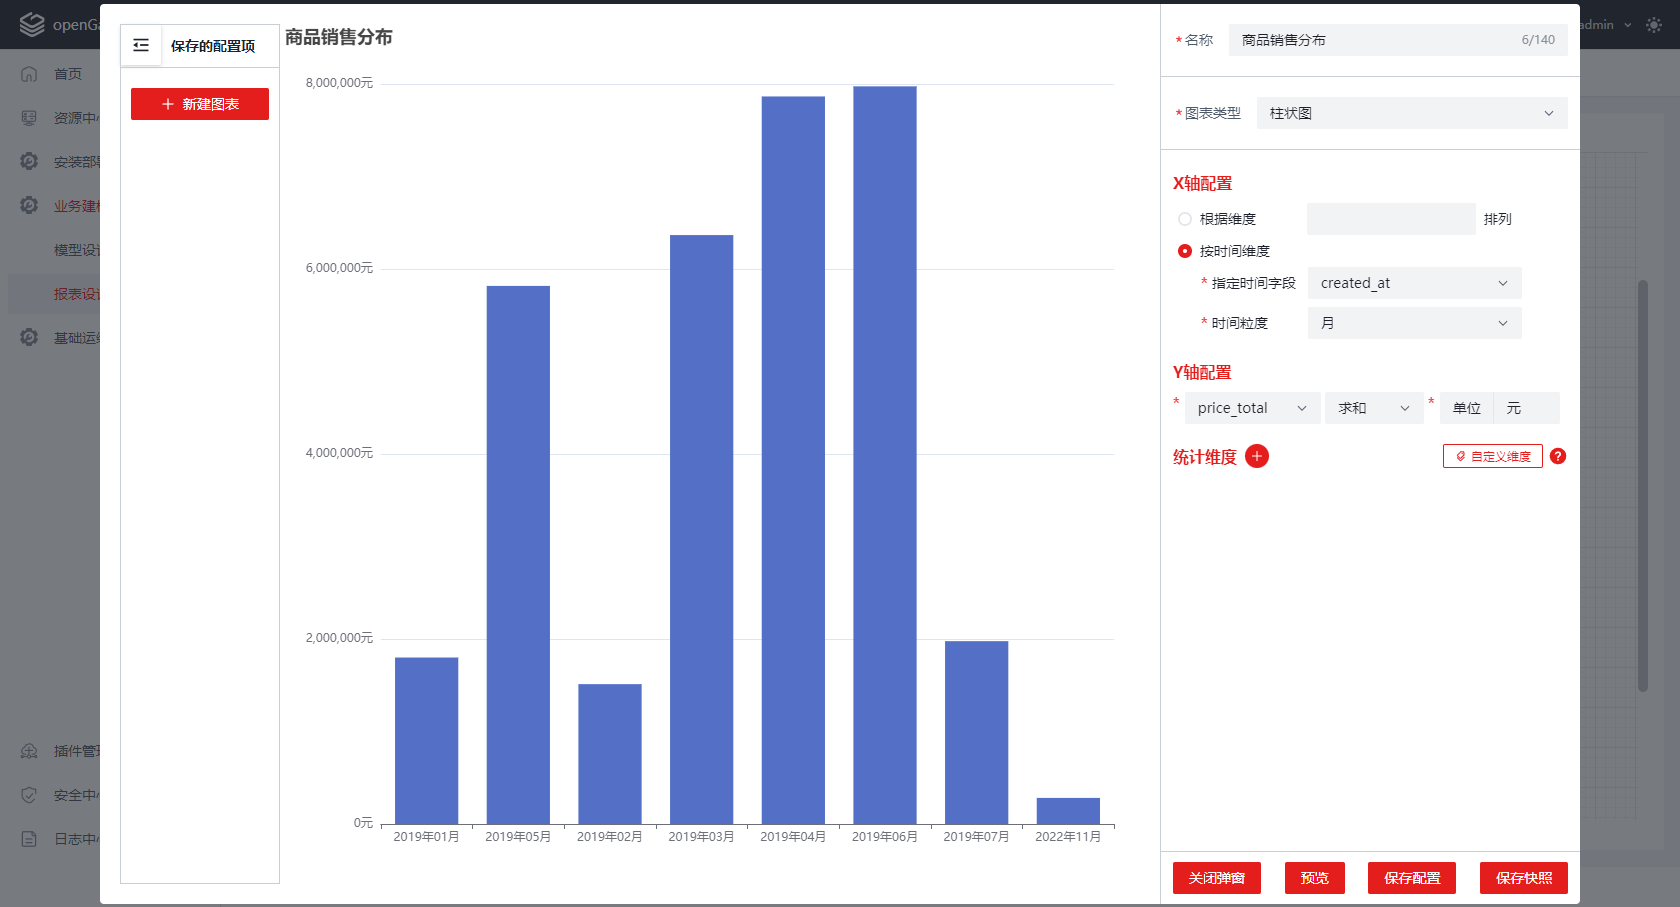 openGa
admin
首页
资源中
安装部
业务建
模型设
报表设
基础运
插件管
安全中
日志中
保存的配置项
新建图表
商品销售分布
8,000,000元
6,000,000元
4,000,000元
2,000,000元
0元
2019年01月 2019年05月 2019年02月 2019年03月 2019年04月 2019年06月 2019年07月 2022年11月
* 名称 商品销售分布 6/140
* 图表类型 柱状图
X轴配置
根据维度 排列
按时间维度
* 指定时间字段 created_at
* 时间粒度 月
Y轴配置
* price_total 求和 * 单位 元
统计维度 自定义维度 ?
关闭弹窗 预览 保存配置 保存快照